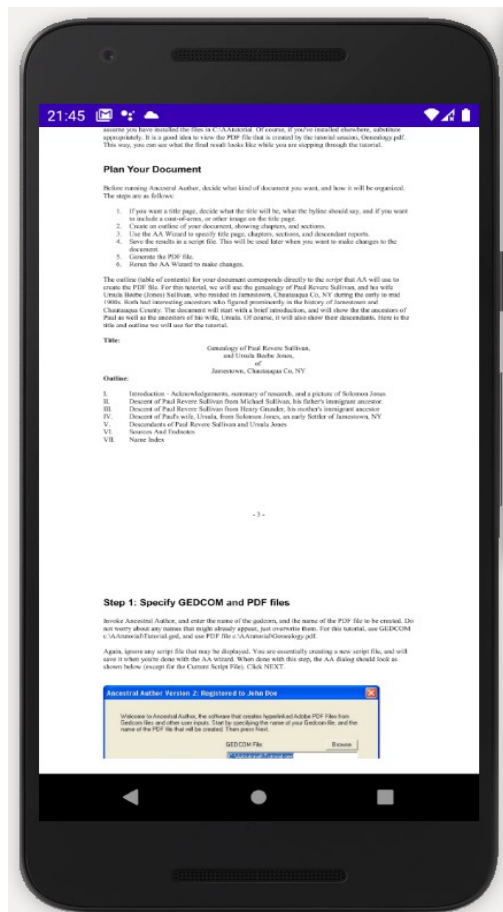 21:45
assume you have installed the files in C:\AAtutorial. Of course, if you've installed elsewhere, substitute
appropriately. It is a good idea to view the PDF file that is created by the tutorial session, Genealogy.pdf.
This way, you can see what the final result looks like while you are stepping through the tutorial.
Plan Your Document
Before running Ancestral Author, decide what kind of document you want, and how it will be organized.
The steps are as follows:
1. If you want a title page, decide what the title will be, what the byline should say, and if you want
to include a coat-of-arms, or other image on the title page.
2. Create an outline of your document, showing chapters, and sections.
3. Use the AA Wizard to specify title page, chapters, sections, and descendant reports.
4. Save the results in a script file. This will be used later when you want to make changes to the
document.
5. Generate the PDF file.
6. Rerun the AA Wizard to make changes.
The outline (table of contents) for your document corresponds directly to the script that AA will use to
create the PDF file. For this tutorial, we will use the genealogy of Paul Revere Sullivan, and his wife
Ursula Beebe (Jones) Sullivan, who resided in Jamestown, Chautauqua Co, NY during the early to mid
1900s. Both had interesting ancestors who figured prominently in the history of Jamestown and
Chautauqua County. The document will start with a brief introduction, and will show the the ancestors of
Paul as well as the ancestors of his wife, Ursula. Of course, it will also show their descendants. Here is the
title and outline we will use for the tutorial.
Title:
Genealogy of Paul Revere Sullivan,
and Ursula Beebe Jones,
of
Jamestown, Chautauqua Co, NY
Outline:
I. Introduction - Acknowledgements, summary of research, and a picture of Solomon Jones
II. Descent of Paul Revere Sullivan from Michael Sullivan, his father's immigrant ancestor
III. Descent of Paul Revere Sullivan from Henry Grunder, his mother's immigrant ancestor
IV. Descent of Paul's wife, Ursula, from Solomon Jones, an early Settler of Jamestown, NY
V. Descendants of Paul Revere Sullivan and Ursula Jones
VI. Sources And Endnotes
VII. Name Index
- 3 -
Step 1: Specify GEDCOM and PDF files
Invoke Ancestral Author, and enter the name of the gedcom, and the name of the PDF file to be created. Do
not worry about any names that might already appear, just overwrite them. For this tutorial, use GEDCOM
c:\AAtutorial\Tutorial.ged, and use PDF file c:\AAtutorial\Genealogy.pdf.
Again, ignore any script file that may be displayed. You are essentially creating a new script file, and will
save it when you're done with the AA wizard. When done with this step, the AA dialog should look as
shown below (except for the Current Script File). Click NEXT.
Ancestral Author Version 2: Registered to John Doe
Welcome to Ancestral Author, the software that creates hyperlinked Adobe PDF Files from
Gedcom files and other user inputs. Start by specifying the name of your Gedcom file, and the
name of the PDF file that will be created. Then press Next.
GEDCOM File
Browse